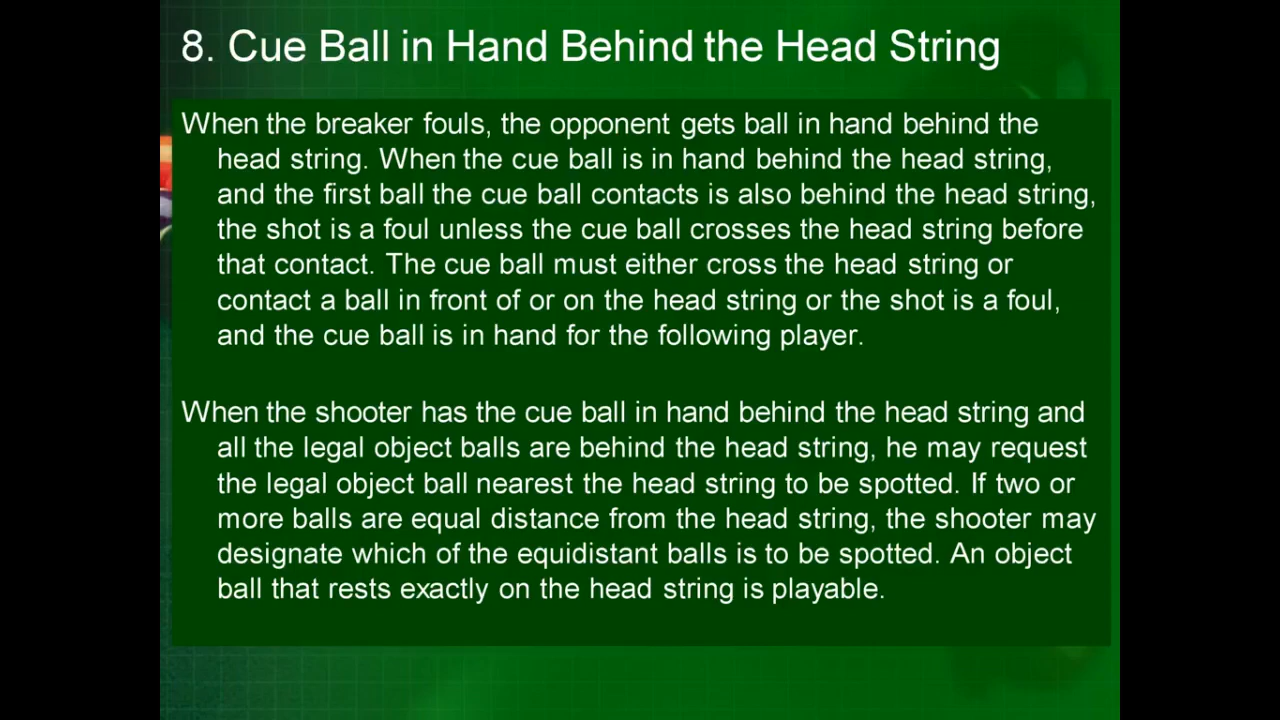 8. Cue Ball in Hand Behind the Head String
When the breaker fouls, the opponent gets ball in hand behind the
head string. When the cue ball is in hand behind the head string,
and the first ball the cue ball contacts is also behind the head string,
the shot is a foul unless the cue ball crosses the head string before
that contact. The cue ball must either cross the head string or
contact a ball in front of or on the head string or the shot is a foul,
and the cue ball is in hand for the following player.
When the shooter has the cue ball in hand behind the head string and
all the legal object balls are behind the head string, he may request
the legal object ball nearest the head string to be spotted. If two or
more balls are equal distance from the head string, the shooter may
designate which of the equidistant balls is to be spotted. An object
ball that rests exactly on the head string is playable.